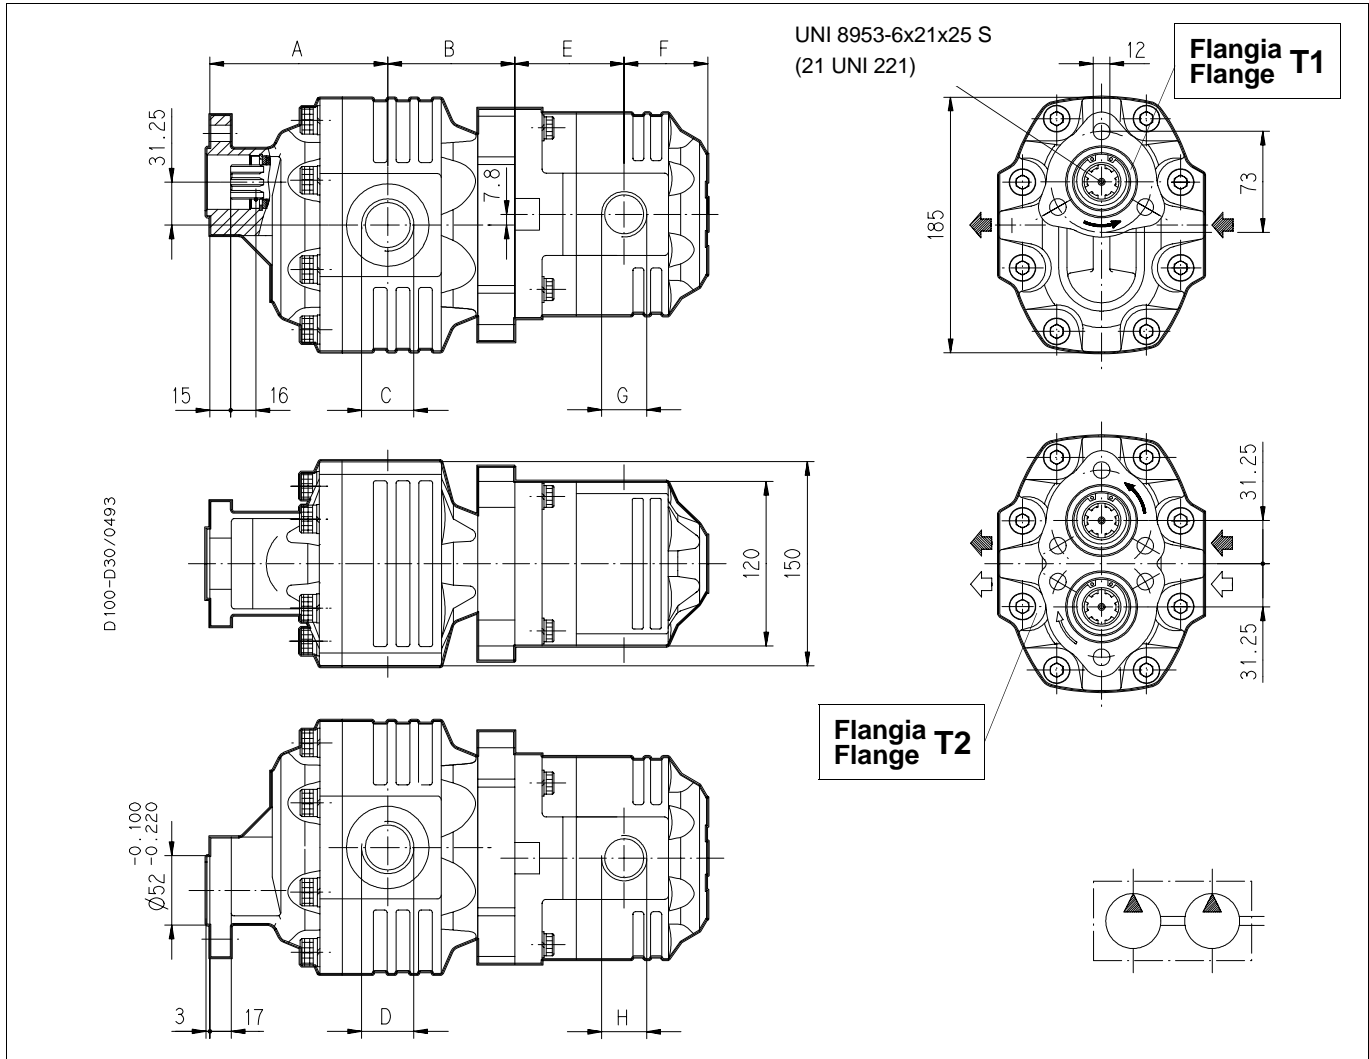 A
B
E
F
UNI 8953-6x21x25 S
(21 UNI 221)
12
Flangia
Flange T1
31.25
7.8
185
73
15
16
C
G
D100-D30/0493
120
150
31.25
31.25
Flangia
Flange T2
Ø52 -0.100
-0.220
3
17
D
H